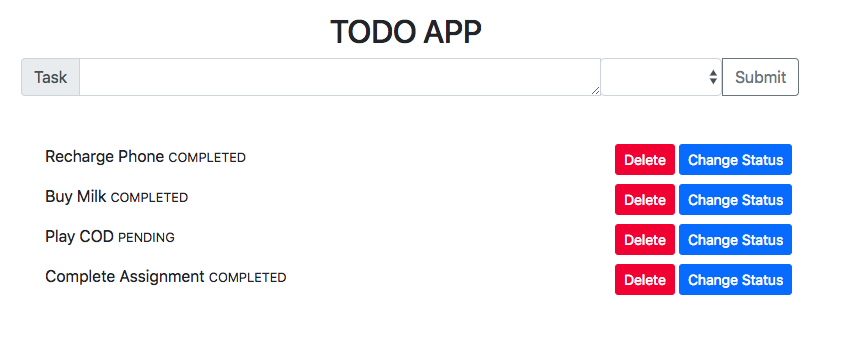 TODO APP
Task Submit
Recharge Phone COMPLETED Delete Change Status
Buy Milk COMPLETED Delete Change Status
Play COD PENDING Delete Change Status
Complete Assignment COMPLETED Delete Change Status